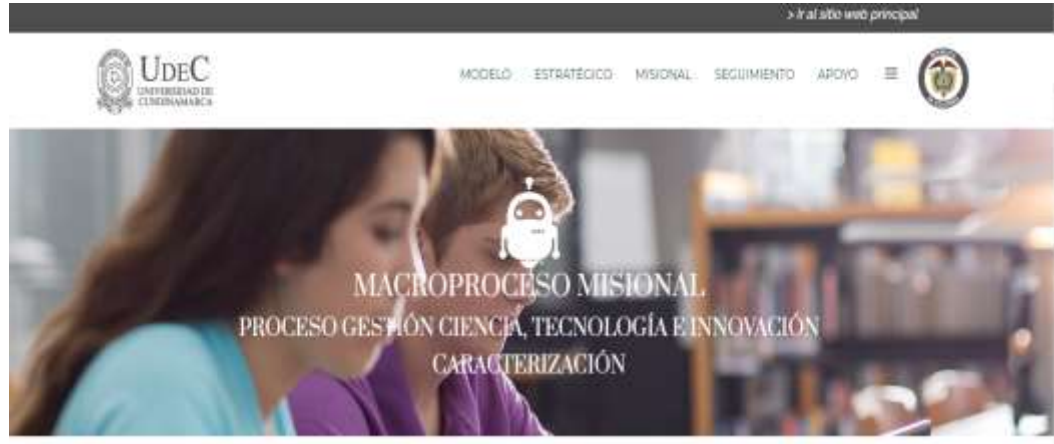 > Ir al sitio web principal
UDEC
UNIVERSIDAD DE
CUNDINAMARCA
MODELO ESTRATÉGICO MISIONAL SEGUIMIENTO APOYO
MACROPROCESO MISIONAL
PROCESO GESTIÓN CIENCIA, TECNOLOGÍA E INNOVACIÓN
CARACTERIZACIÓN